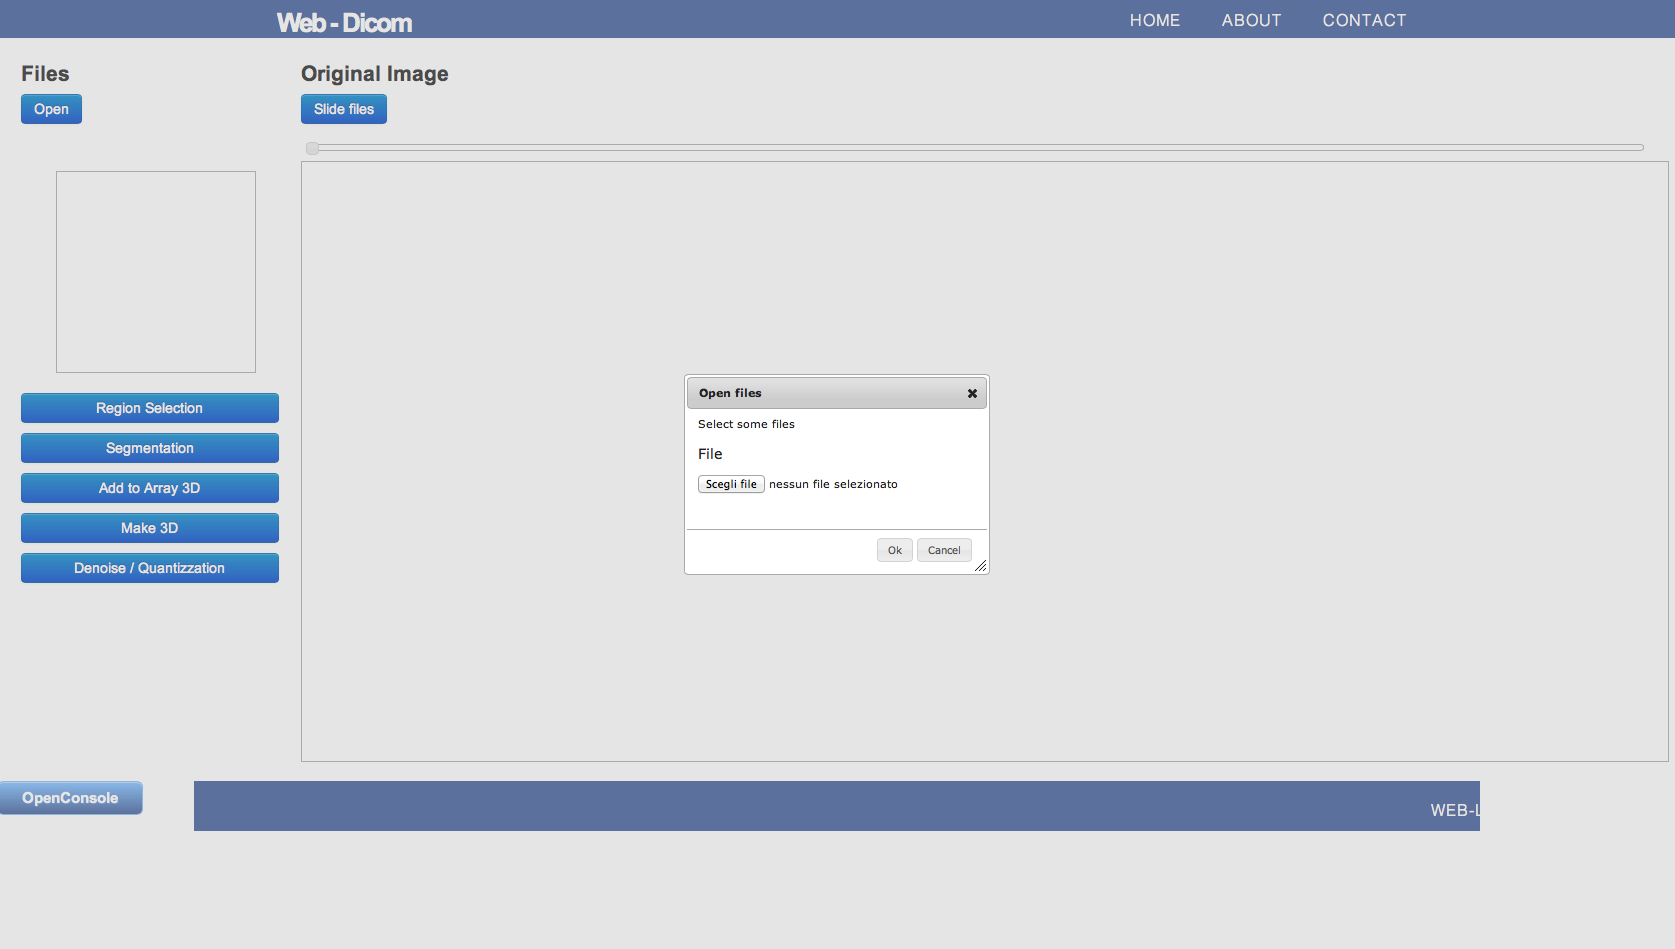 Web - Dicom
HOME ABOUT CONTACT
Files
Open
Original Image
Slide files
Region Selection
Segmentation
Add to Array 3D
Make 3D
Denoise / Quantizzation
Open files
Select some files
File
Scegli file nessun file selezionato
Ok Cancel
OpenConsole
WEB-